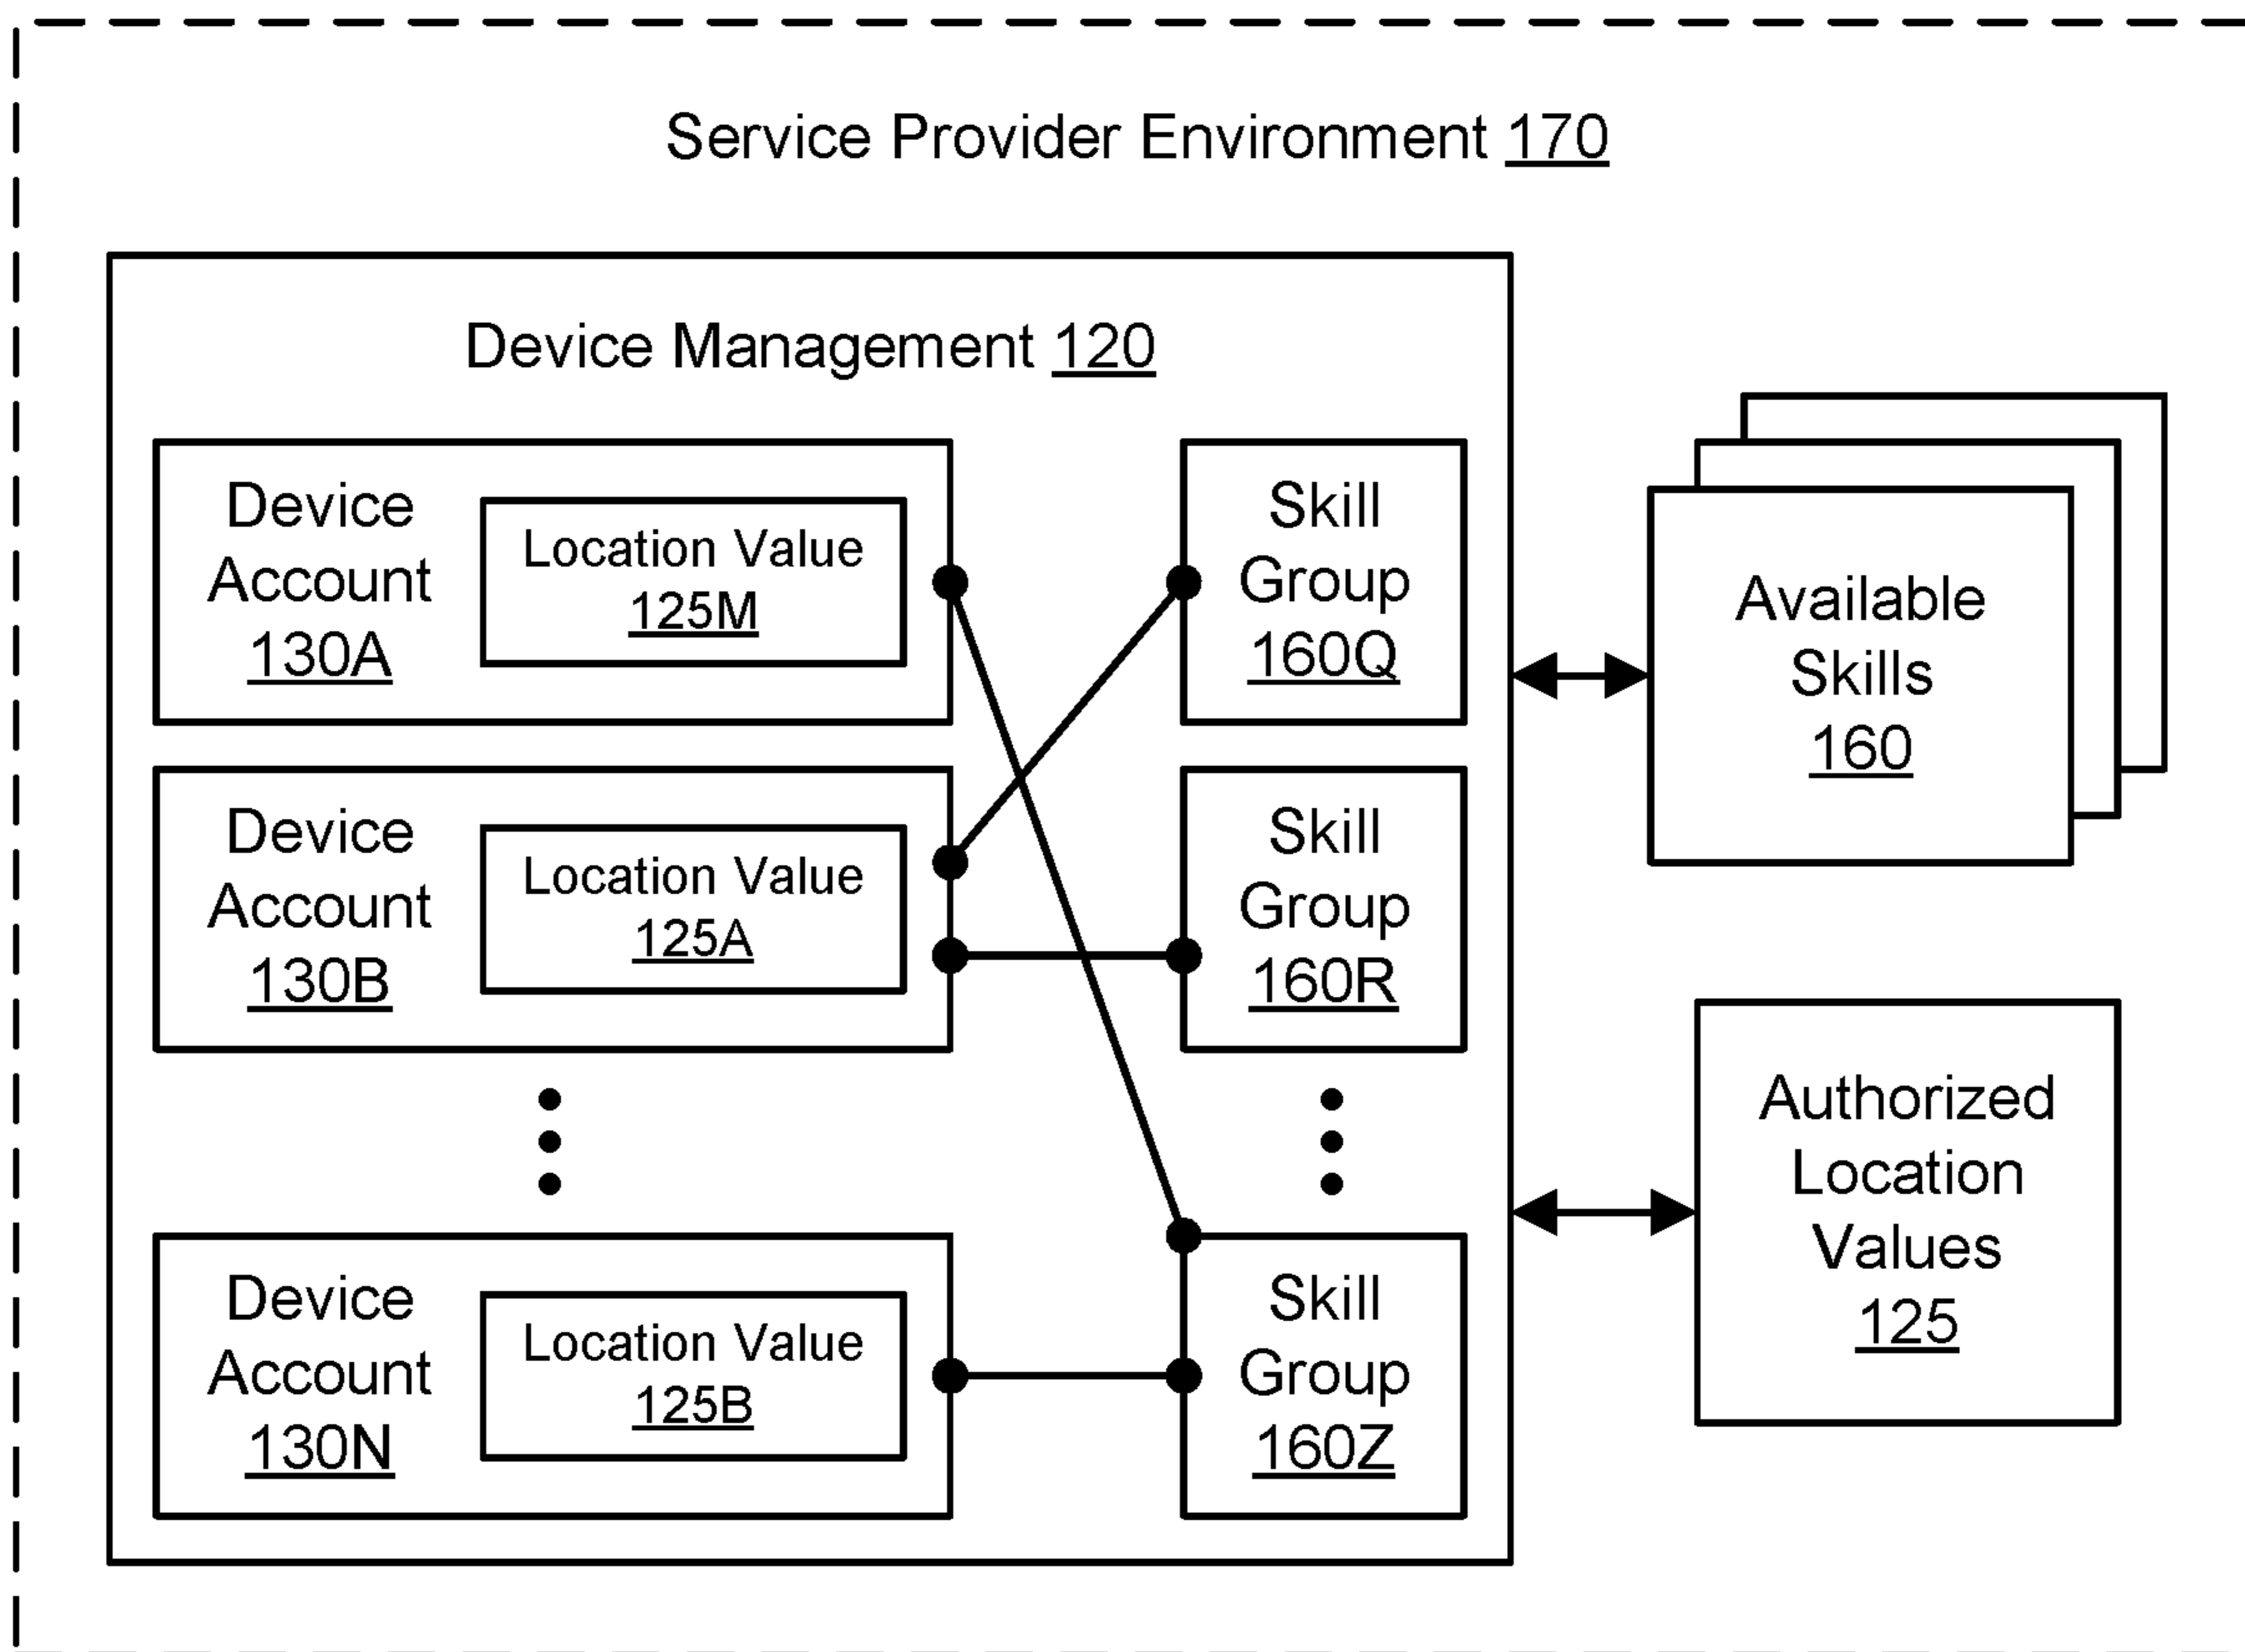 Service Provider Environment 170
Device Management 120
Device
Account
130A
Location Value
125M
Skill
Group
160Q
Device
Account
130B
Location Value
125A
Skill
Group
160R
Device
Account
130N
Location Value
125B
Skill
Group
160Z
Available
Skills
160
Authorized
Location
Values
125